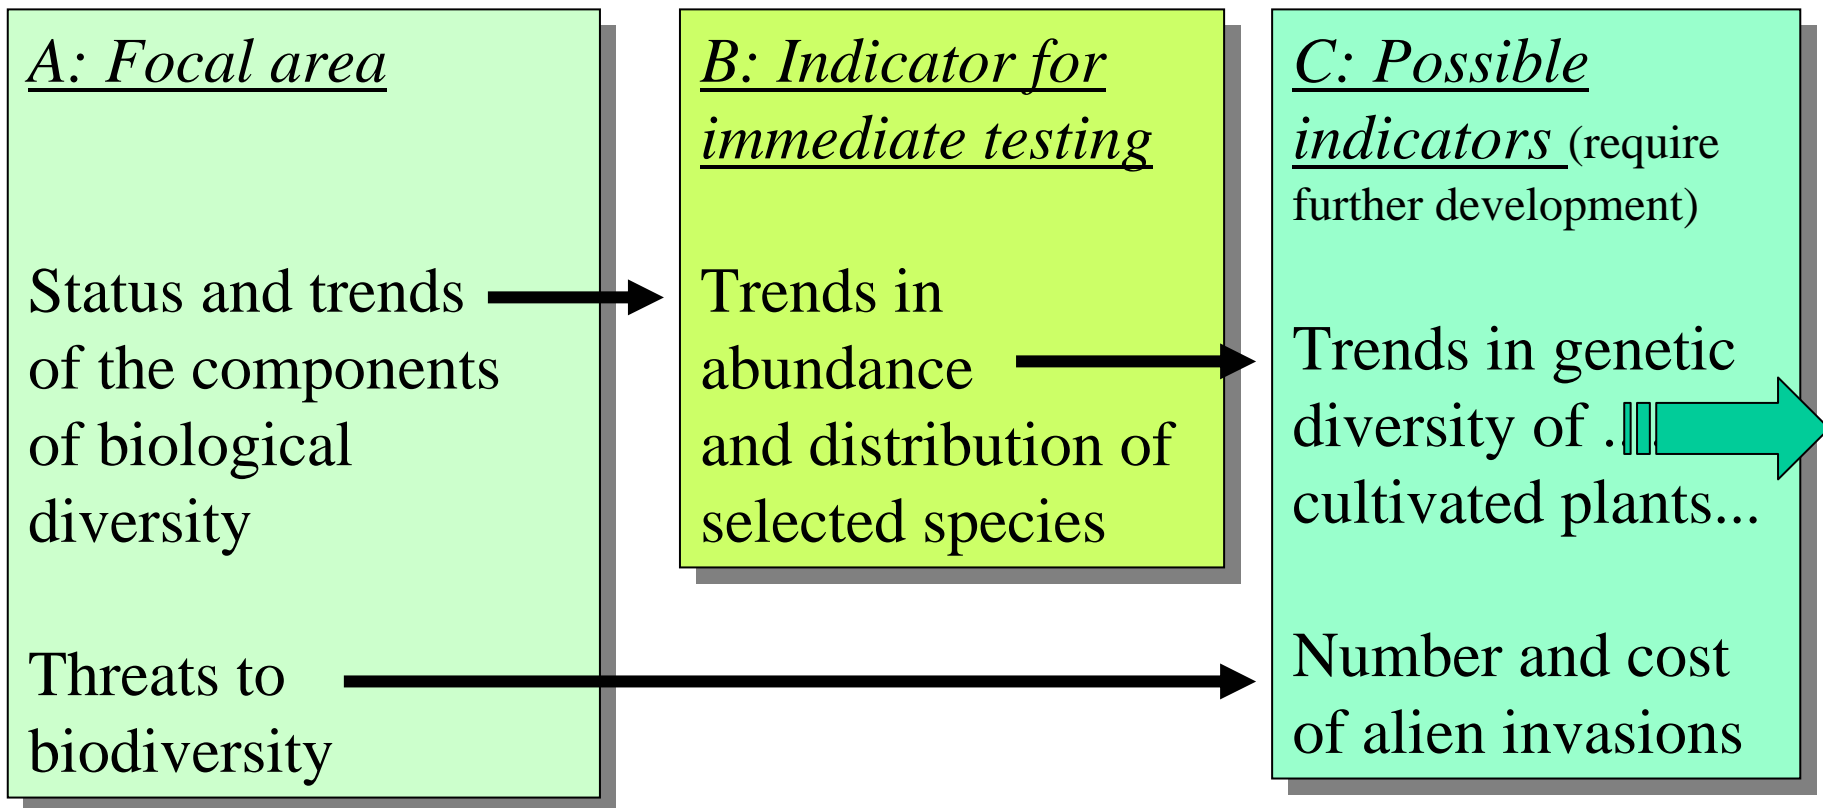 A: Focal area
Status and trends
of the components
of biological
diversity
Threats to
biodiversity
B: Indicator for
immediate testing
Trends in
abundance
and distribution of
selected species
C: Possible
indicators (require
further development)
Trends in genetic
diversity of ...
cultivated plants...
Number and cost
of alien invasions